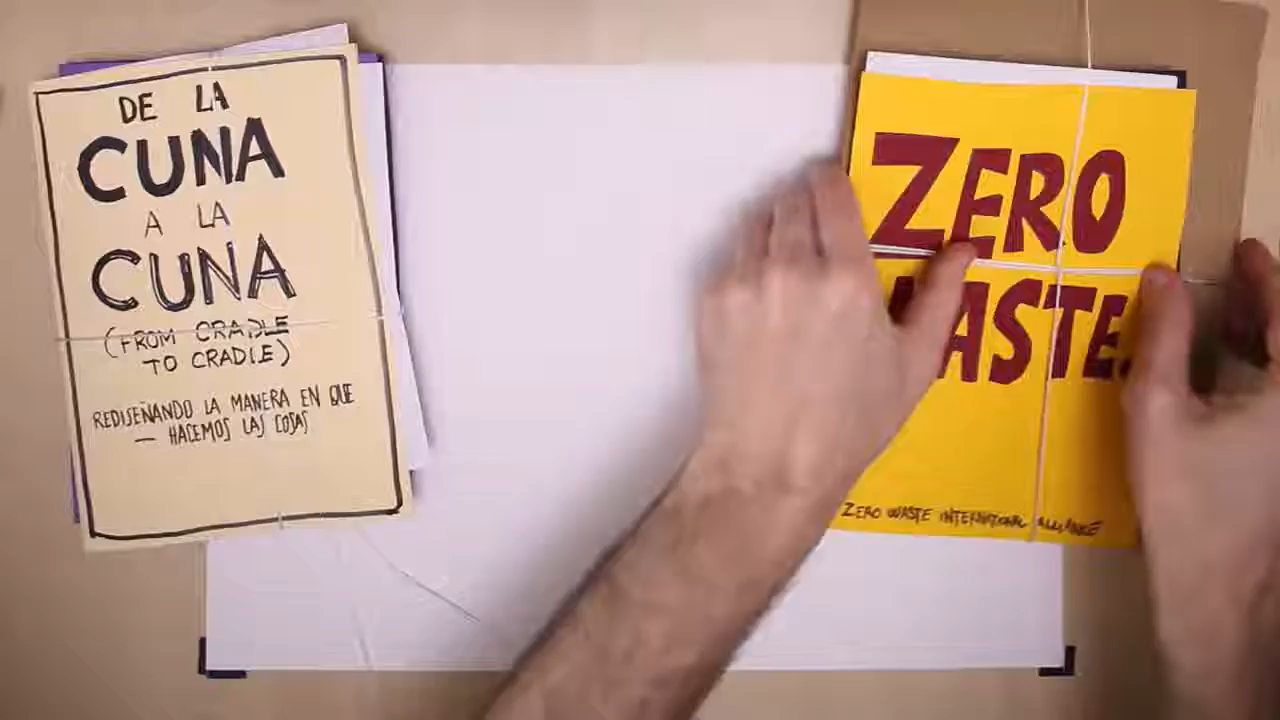 DE LA
CUNA
A LA
CUNA
(FROM CRADLE
TO CRADLE)
REDISEÑANDO LA MANERA EN QUE
— HACEMOS LAS COSAS
ZERO
WASTE.
ZERO WASTE INTERNATIONAL ALLIANCE